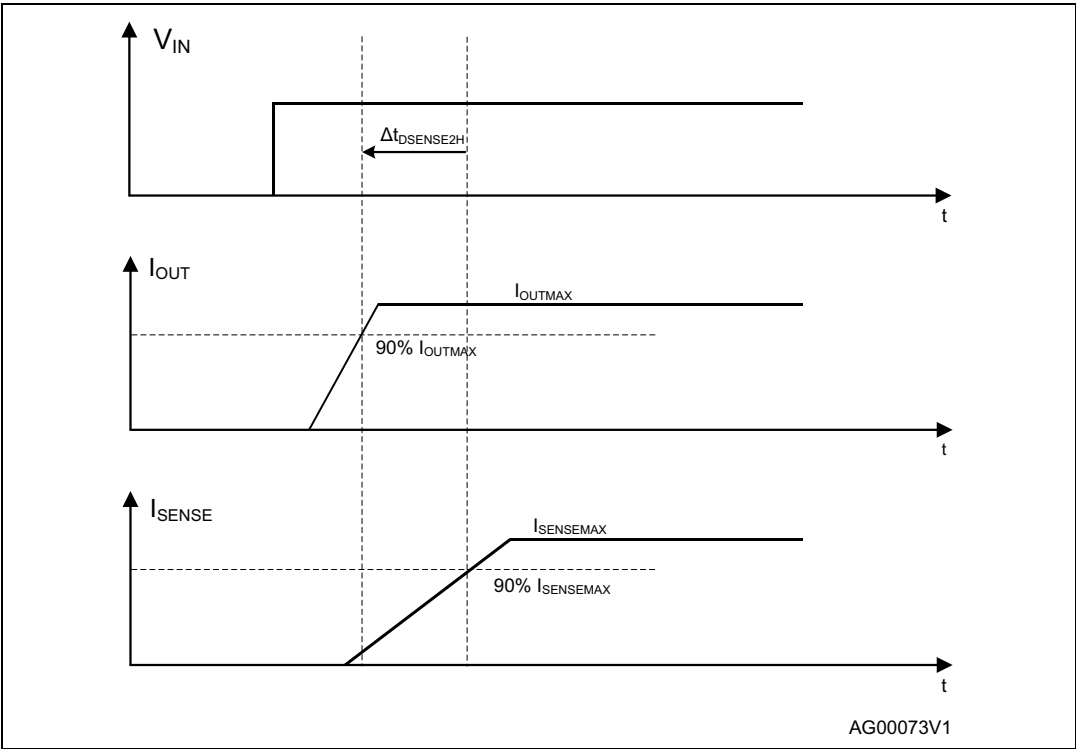 VIN
ΔtDSENSE2H
t
IOUT
IOUTMAX
90% IOUTMAX
t
ISENSE
ISENSEMAX
90% ISENSEMAX
t
AG00073V1